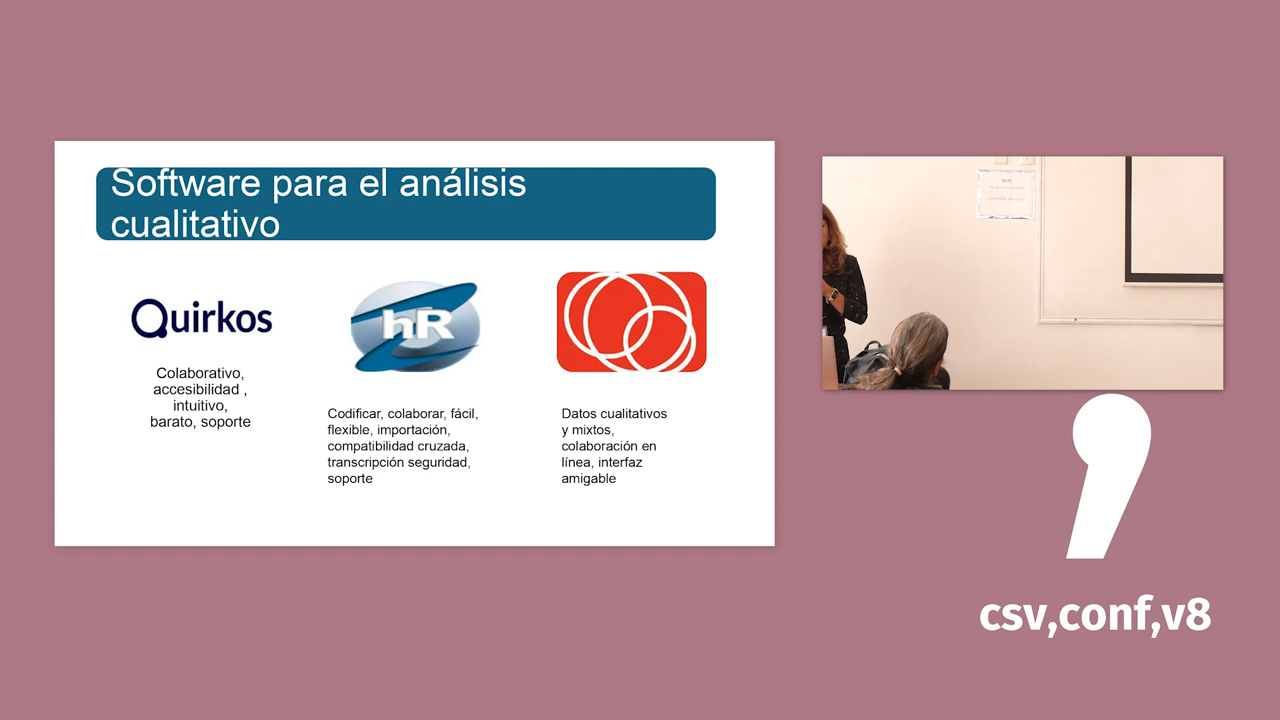 Software para el análisis
cualitativo
Quirkos
Colaborativo,
accesibilidad ,
intuitivo,
barato, soporte
hR
Codificar, colaborar, fácil,
flexible, importación,
compatibilidad cruzada,
transcripción seguridad,
soporte
Datos cualitativos
y mixtos,
colaboración en
línea, interfaz
amigable
csv,conf,v8